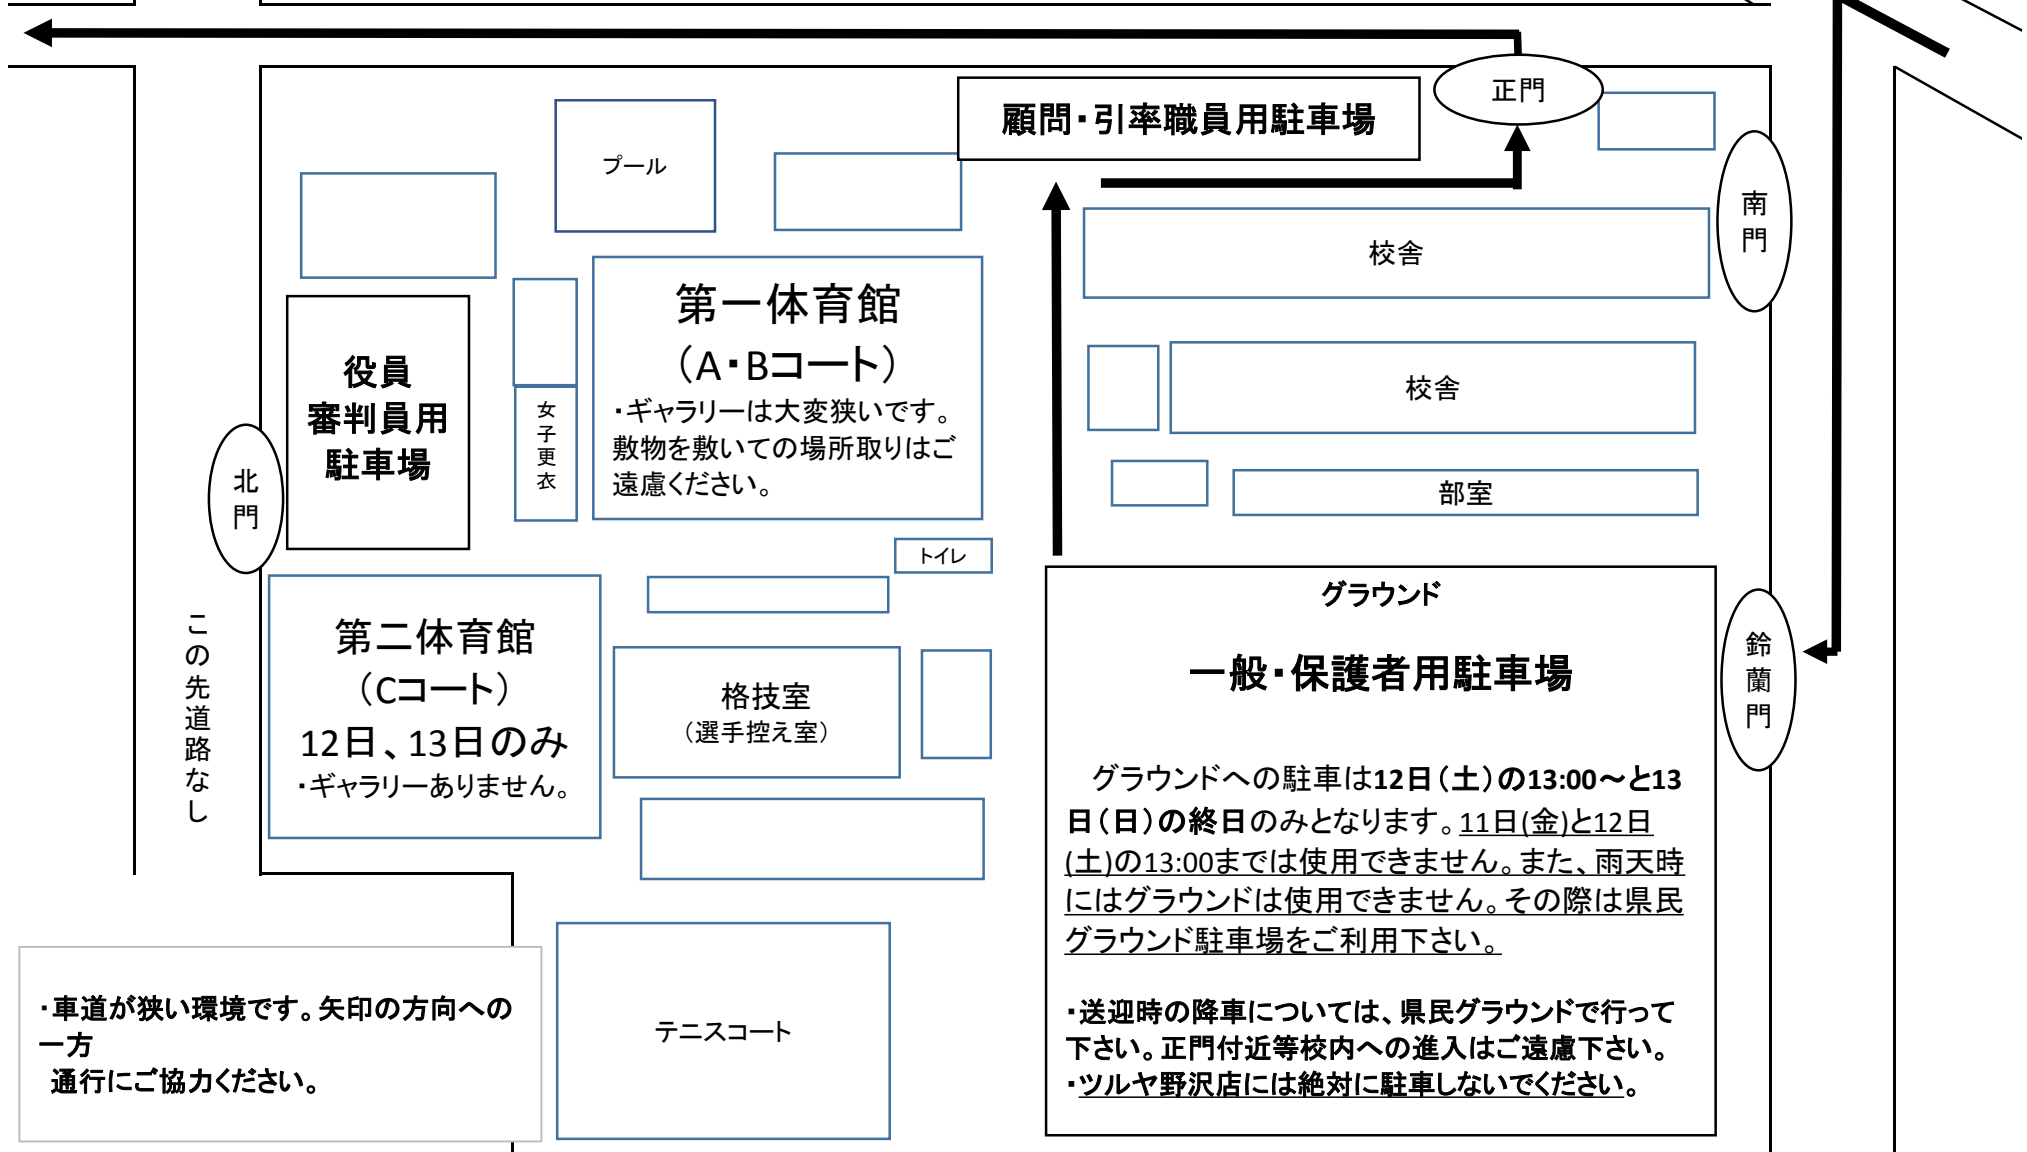 正門
顧問・引率職員用駐車場
プール
南門
校舎
第一体育館
（A・Bコート）
・ギャラリーは大変狭いです。
敷物を敷いての場所取りはご
遠慮ください。
役員
審判員用
駐車場
女子更衣
校舎
北門
部室
トイレ
グラウンド
一般・保護者用駐車場
鈴蘭門
この先道路なし
第二体育館
（Cコート）
12日、13日のみ
・ギャラリーありません。
格技室
（選手控え室）
グラウンドへの駐車は12日（土）の13:00～と13
日（日）の終日のみとなります。11日(金)と12日
(土)の13:00までは使用できません。また、雨天時
にはグラウンドは使用できません。その際は県民
グラウンド駐車場をご利用下さい。
・送迎時の降車については、県民グラウンドで行って
下さい。正門付近等校内への進入はご遠慮下さい。
・ツルヤ野沢店には絶対に駐車しないでください。
・車道が狭い環境です。矢印の方向への
一方
通行にご協力ください。
テニスコート